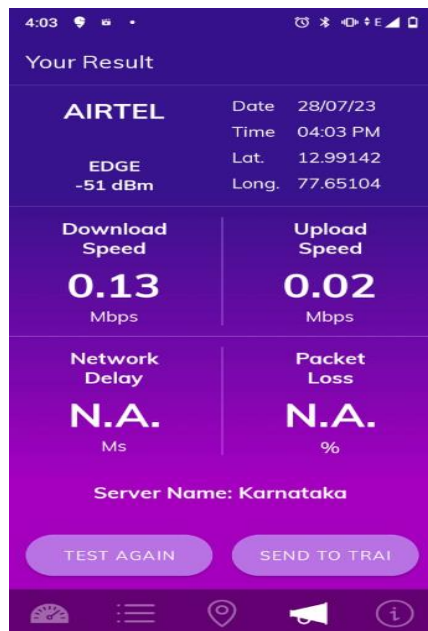 4:03
E
Your Result
AIRTEL
EDGE
-51 dBm
Date 28/07/23
Time 04:03 PM
Lat. 12.99142
Long. 77.65104
Download
Speed
0.13
Mbps
Upload
Speed
0.02
Mbps
Network
Delay
N.A.
Ms
Packet
Loss
N.A.
%
Server Name: Karnataka
TEST AGAIN
SEND TO TRAI